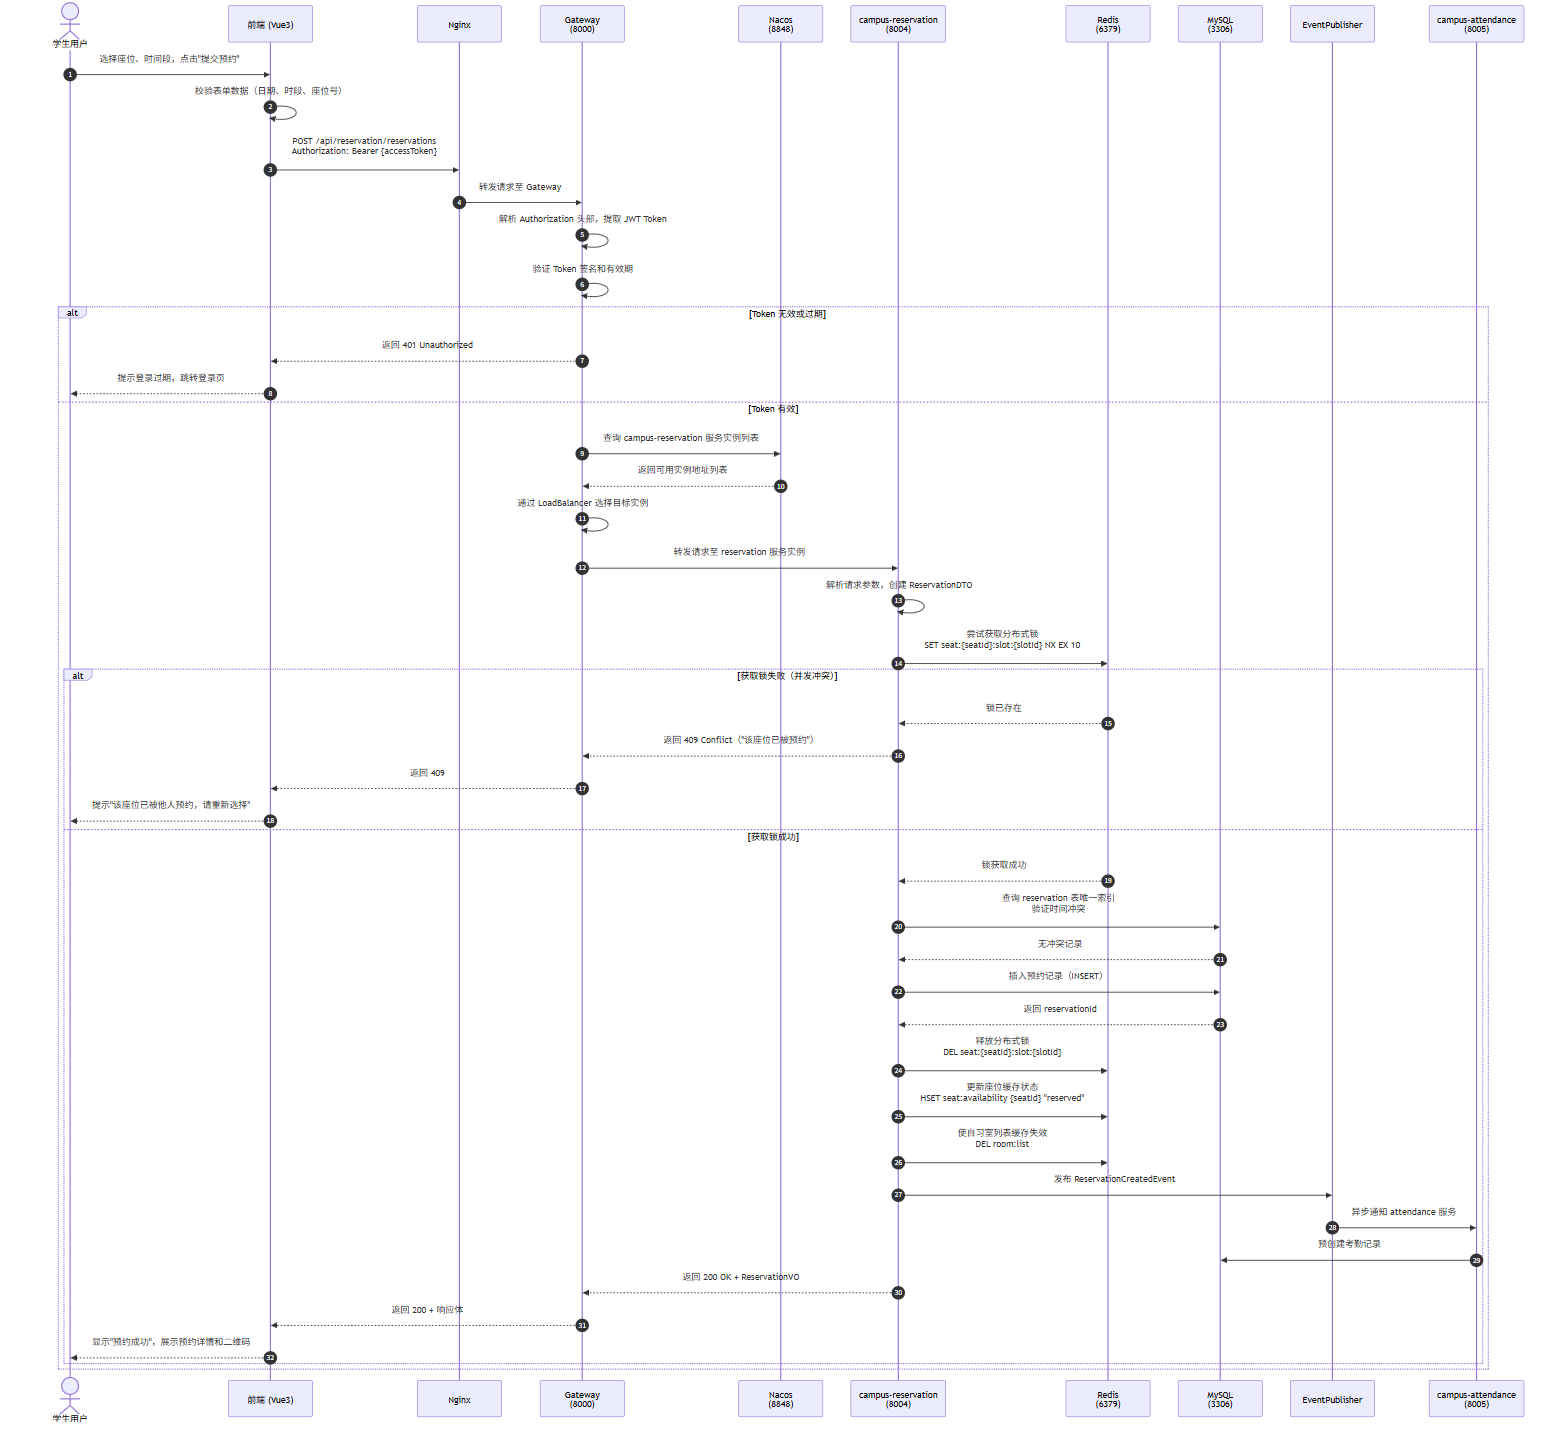 学生用户
前端 (Vue3)
Nginx
Gateway
(8000)
Nacos
(8848)
campus-reservation
(8004)
Redis
(6379)
MySQL
(3306)
EventPublisher
campus-attendance
(8005)
选择座位、时间段，点击"提交预约"
1
校验表单数据（日期、时段、座位号）
2
POST /api/reservation/reservations
Authorization: Bearer {accessToken}
3
转发请求至 Gateway
4
解析 Authorization 头部，提取 JWT Token
5
验证 Token 签名和有效期
6
alt
[Token 无效或过期]
返回 401 Unauthorized
7
提示登录过期，跳转登录页
8
[Token 有效]
查询 campus-reservation 服务实例列表
9
返回可用实例地址列表
10
通过 LoadBalancer 选择目标实例
11
转发请求至 reservation 服务实例
12
解析请求参数，创建 ReservationDTO
13
尝试获取分布式锁
SET seat:{seatId}:slot:{slotId} NX EX 10
14
alt
[获取锁失败（并发冲突）]
锁已存在
15
返回 409 Conflict（"该座位已被预约"）
16
返回 409
17
提示"该座位已被他人预约，请重新选择"
18
[获取锁成功]
锁获取成功
19
查询 reservation 表唯一索引
验证时间冲突
20
无冲突记录
21
插入预约记录（INSERT）
22
返回 reservationId
23
释放分布式锁
DEL seat:{seatId}:slot:{slotId}
24
更新座位缓存状态
HSET seat:availability {seatId} "reserved"
25
使自习室列表缓存失效
DEL room:list
26
发布 ReservationCreatedEvent
27
异步通知 attendance 服务
28
预创建考勤记录
29
返回 200 OK + ReservationVO
30
返回 200 + 响应体
31
显示"预约成功"，展示预约详情和二维码
32
学生用户
前端 (Vue3)
Nginx
Gateway
(8000)
Nacos
(8848)
campus-reservation
(8004)
Redis
(6379)
MySQL
(3306)
EventPublisher
campus-attendance
(8005)